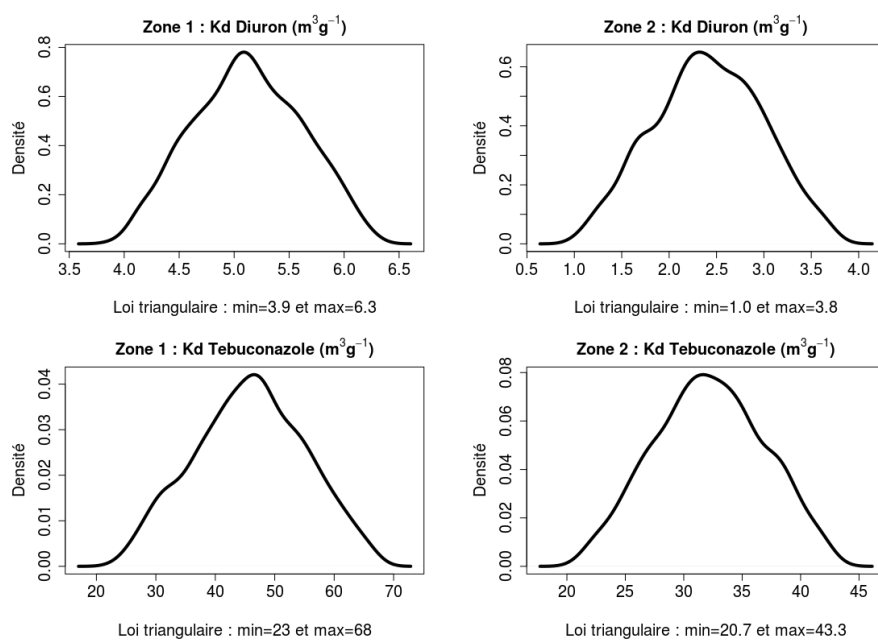 Zone 1 : Kd Diuron (m³g⁻¹)
Densité
0.0 0.2 0.4 0.6 0.8
3.5 4.0 4.5 5.0 5.5 6.0 6.5
Loi triangulaire : min=3.9 et max=6.3
Zone 2 : Kd Diuron (m³g⁻¹)
Densité
0.0 0.2 0.4 0.6
0.5 1.0 1.5 2.0 2.5 3.0 3.5 4.0
Loi triangulaire : min=1.0 et max=3.8
Zone 1 : Kd Tebuconazole (m³g⁻¹)
Densité
0.00 0.01 0.02 0.03 0.04
20 30 40 50 60 70
Loi triangulaire : min=23 et max=68
Zone 2 : Kd Tebuconazole (m³g⁻¹)
Densité
0.00 0.02 0.04 0.06 0.08
20 25 30 35 40 45
Loi triangulaire : min=20.7 et max=43.3